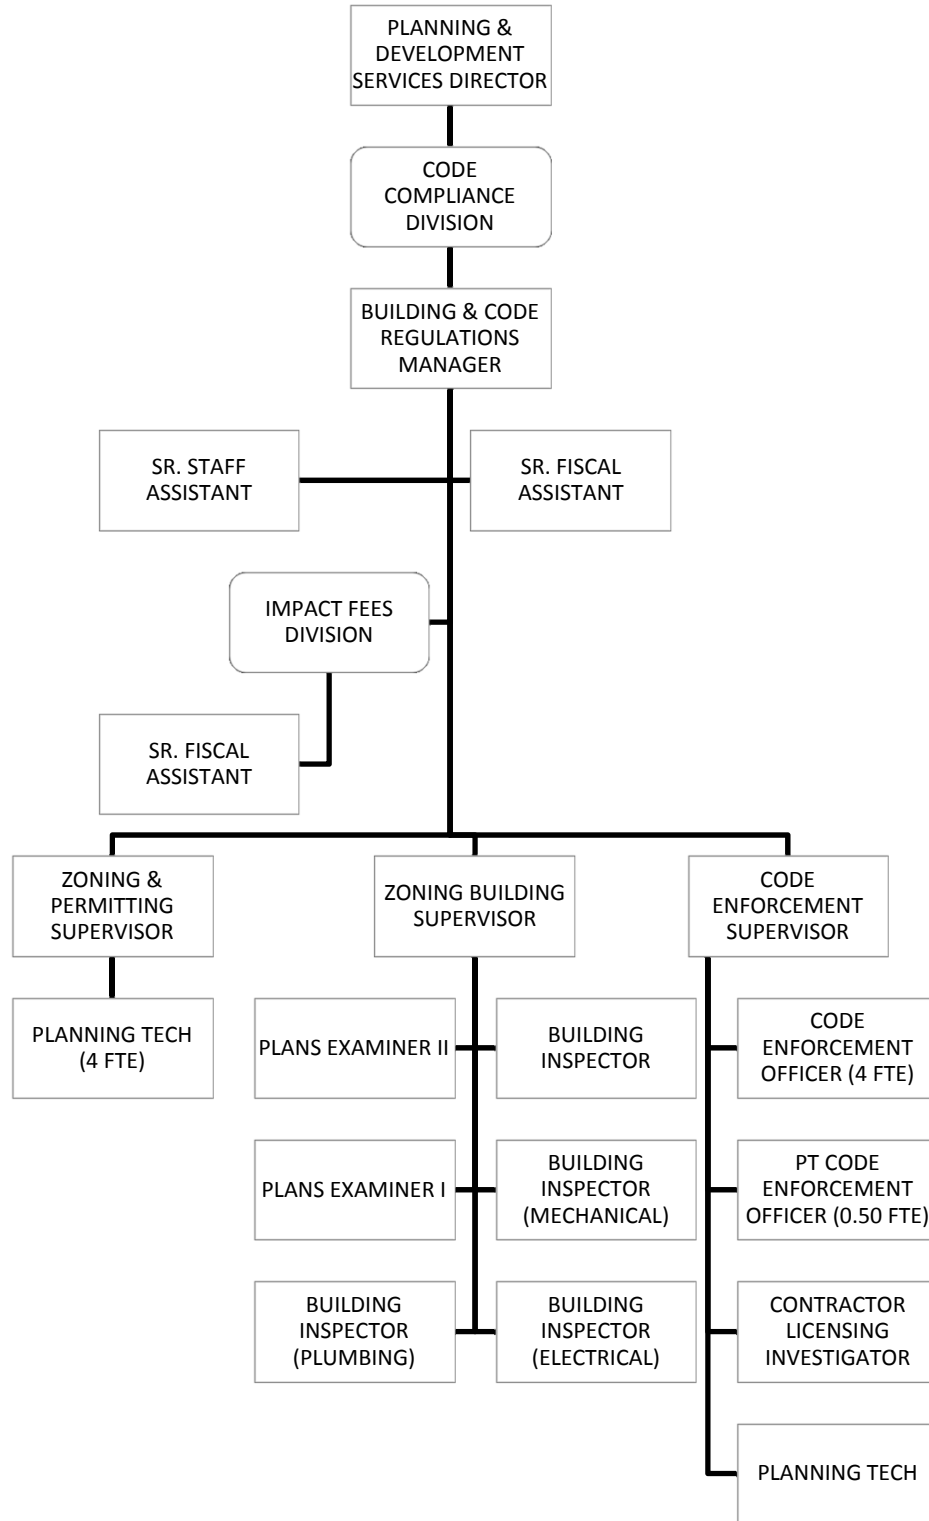 PLANNING &
DEVELOPMENT
SERVICES DIRECTOR
CODE
COMPLIANCE
DIVISION
BUILDING & CODE
REGULATIONS
MANAGER
SR. STAFF
ASSISTANT
SR. FISCAL
ASSISTANT
IMPACT FEES
DIVISION
SR. FISCAL
ASSISTANT
ZONING &
PERMITTING
SUPERVISOR
ZONING BUILDING
SUPERVISOR
CODE
ENFORCEMENT
SUPERVISOR
PLANNING TECH
(4 FTE)
PLANS EXAMINER II
BUILDING
INSPECTOR
CODE
ENFORCEMENT
OFFICER (4 FTE)
PLANS EXAMINER I
BUILDING
INSPECTOR
(MECHANICAL)
PT CODE
ENFORCEMENT
OFFICER (0.50 FTE)
BUILDING
INSPECTOR
(PLUMBING)
BUILDING
INSPECTOR
(ELECTRICAL)
CONTRACTOR
LICENSING
INVESTIGATOR
PLANNING TECH